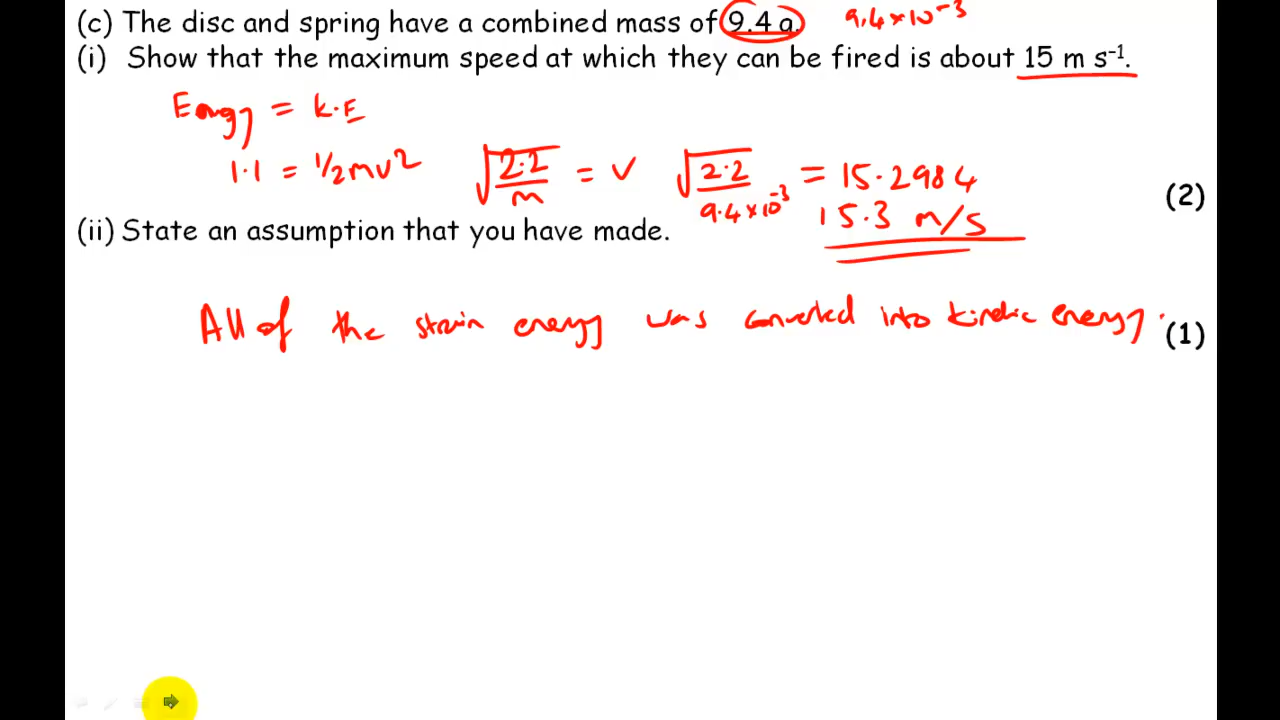 (c) The disc and spring have a combined mass of 9.4 g. 9.4 x 10⁻³
(i) Show that the maximum speed at which they can be fired is about 15 m s⁻¹.
Energy = K.E
1.1 = 1/2mv² √(2.2/m) = v √(2.2/9.4x10⁻³) = 15.2984
15.3 m/s
(2)
(ii) State an assumption that you have made.
All of the strain energy was converted into kinetic energy.
(1)